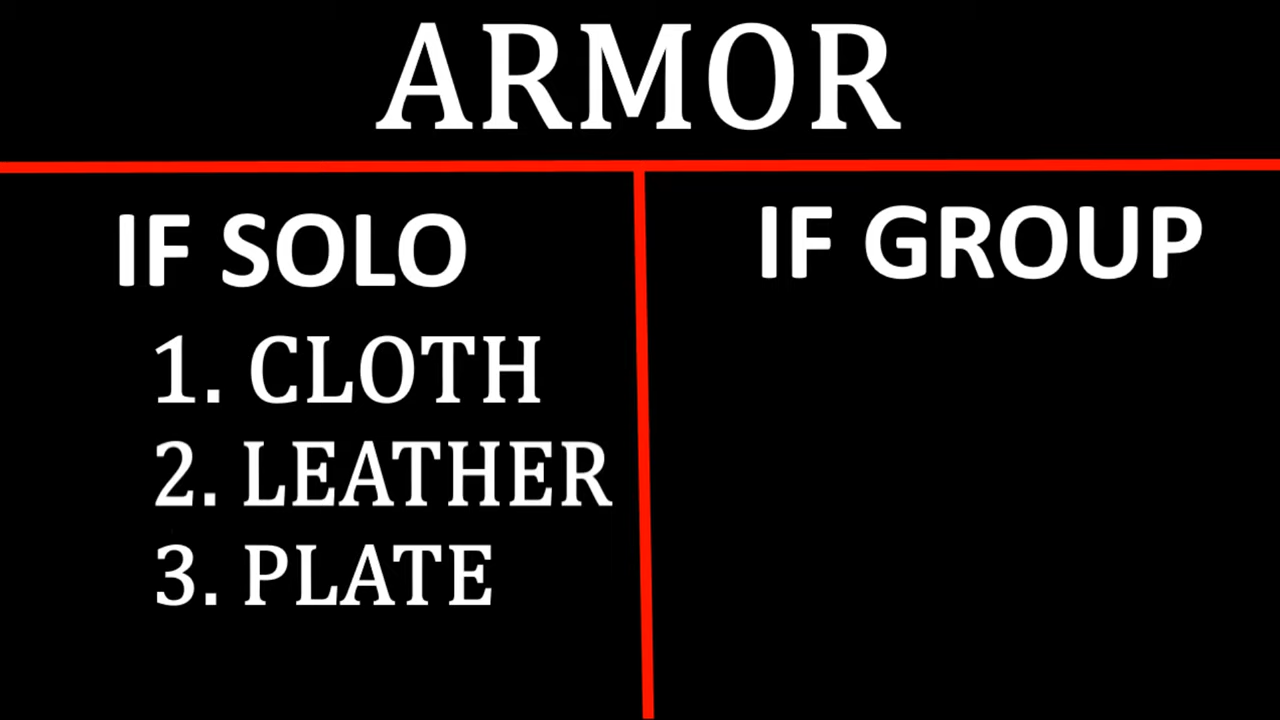 ARMOR
IF SOLO
1. CLOTH
2. LEATHER
3. PLATE
IF GROUP